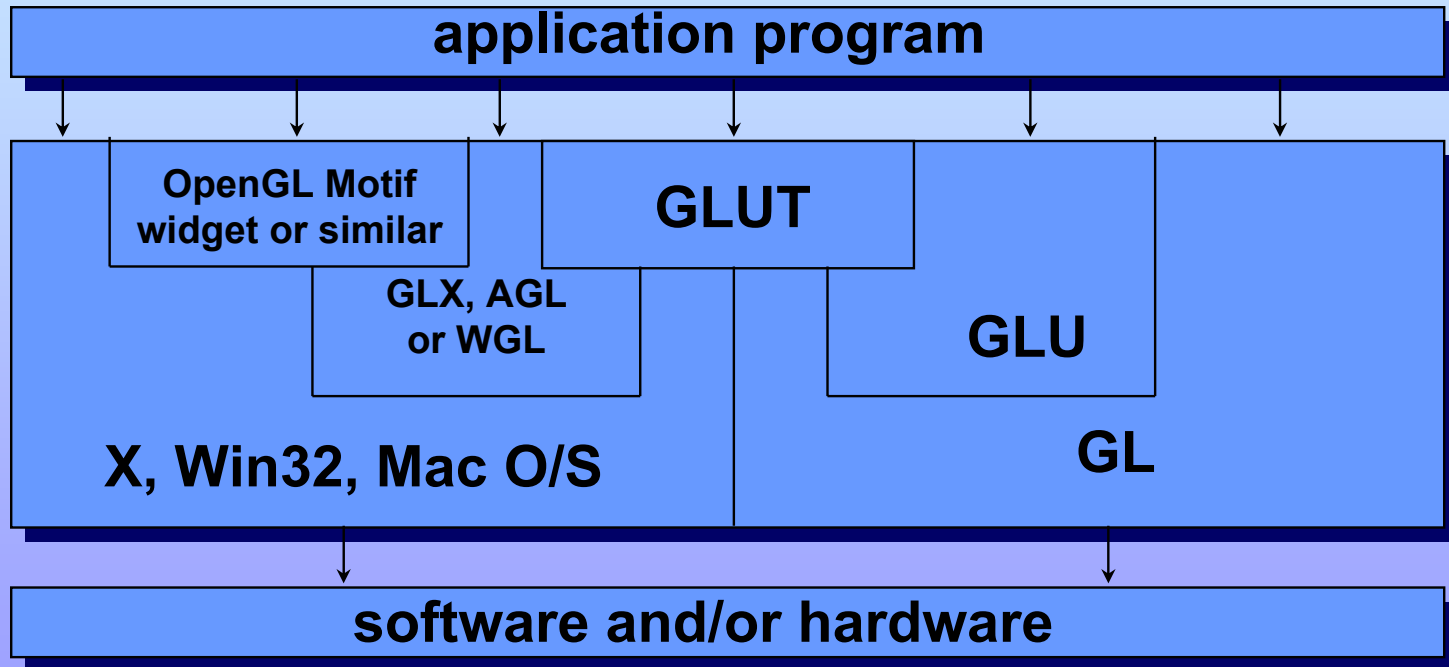 application program
OpenGL Motif
widget or similar
GLUT
GLX, AGL
or WGL
GLU
X, Win32, Mac O/S
GL
software and/or hardware